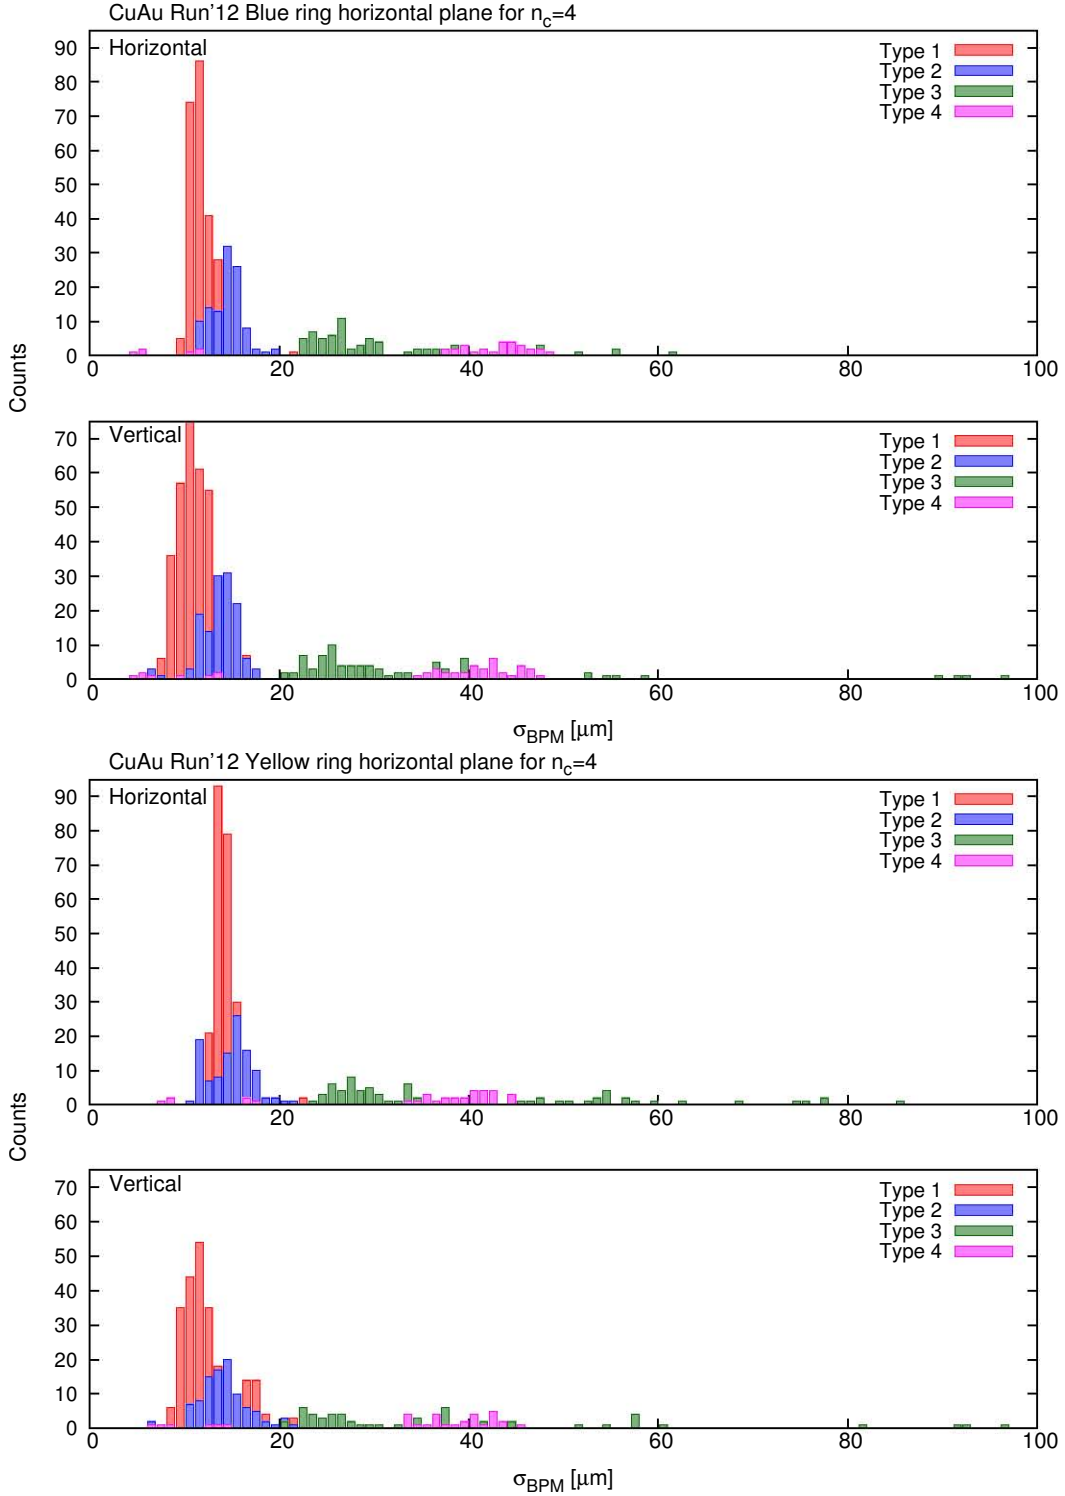 CuAu Run'12 Blue ring horizontal plane for n_c=4
Horizontal
Type 1
Type 2
Type 3
Type 4
90
80
70
60
50
40
30
20
10
0
0 20 40 60 80 100
Counts
Vertical
Type 1
Type 2
Type 3
Type 4
70
60
50
40
30
20
10
0
0 20 40 60 80 100
σ_BPM [μm]
CuAu Run'12 Yellow ring horizontal plane for n_c=4
Horizontal
Type 1
Type 2
Type 3
Type 4
90
80
70
60
50
40
30
20
10
0
0 20 40 60 80 100
Counts
Vertical
Type 1
Type 2
Type 3
Type 4
70
60
50
40
30
20
10
0
0 20 40 60 80 100
σ_BPM [μm]